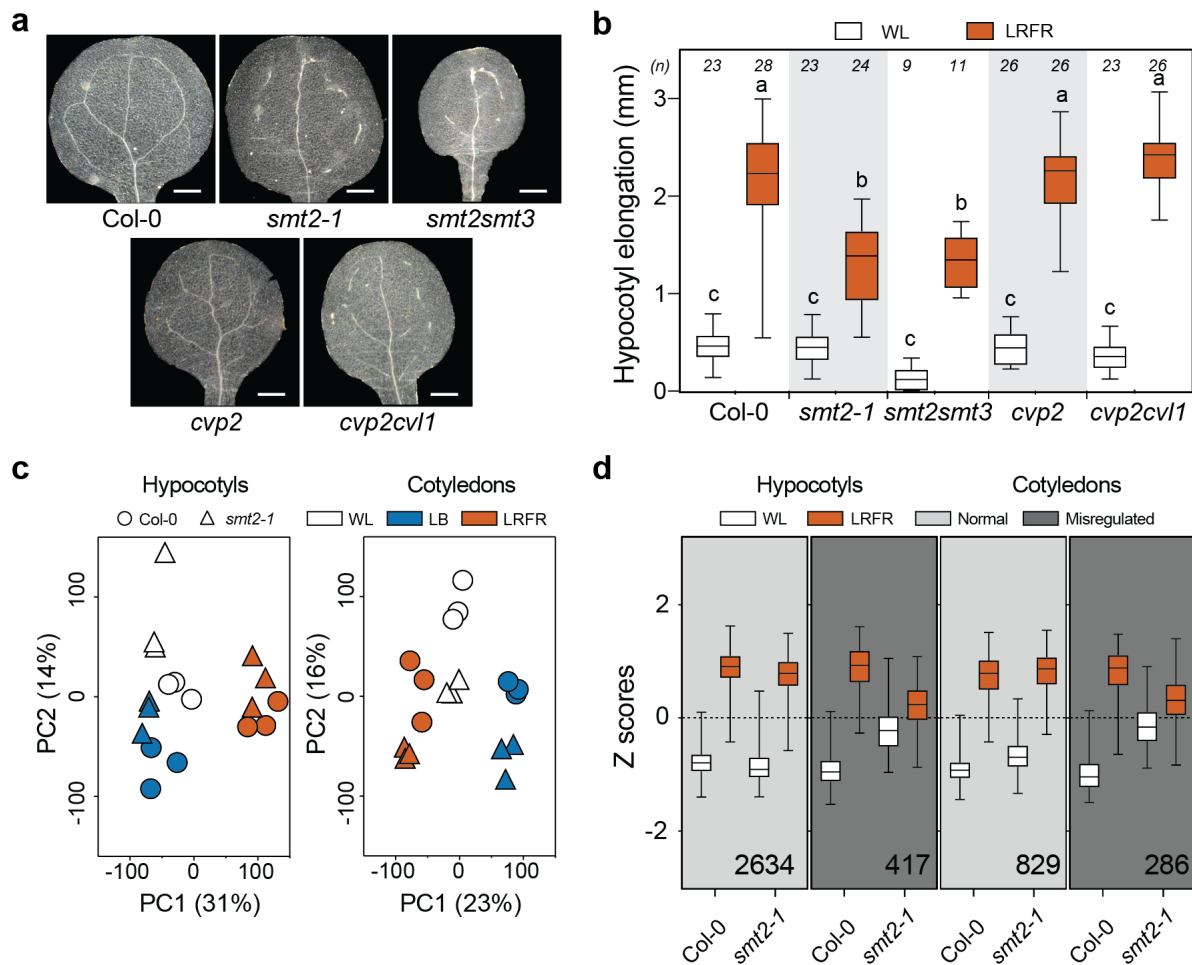 a
Col-0
smt2-1
smt2smt3
cvp2
cvp2cvl1
b
WL
LRFR
(n)
23 28 23 24 9 11 26 26 23 26
a a a
b b
c c c c c
3
2
1
0
Hypocotyl elongation (mm)
Col-0 smt2-1 smt2smt3 cvp2 cvp2cvl1
c
Hypocotyls
Cotyledons
Col-0 smt2-1
WL LB LRFR
PC2 (14%)
100
0
-100
-100 0 100
PC1 (31%)
PC2 (16%)
100
0
-100
-100 0 100
PC1 (23%)
d
Hypocotyls
Cotyledons
WL LRFR Normal Misregulated
Z scores
2
0
-2
2634 417 829 286
Col-0 smt2-1 Col-0 smt2-1 Col-0 smt2-1 Col-0 smt2-1